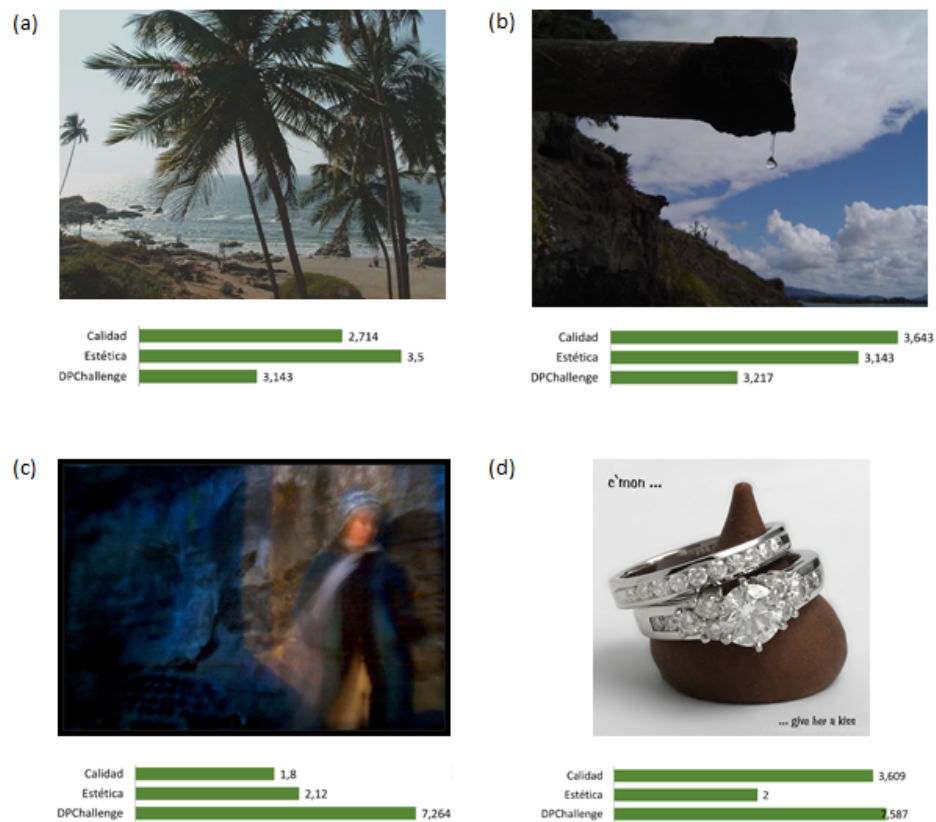 (a)
(b)
Calidad 2,714
Estética 3,5
DPChallenge 3,143
Calidad 3,643
Estética 3,143
DPChallenge 3,217
(c)
(d)
c'mon ...
... give her a kiss
Calidad 1,8
Estética 2,12
DPChallenge 7,264
Calidad 3,609
Estética 2
DPChallenge 7,587